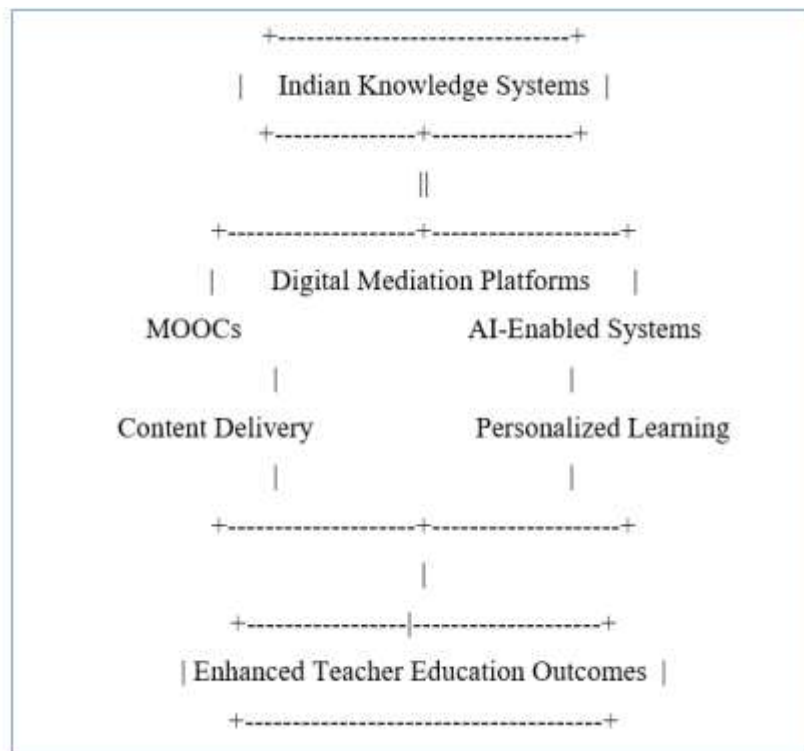 +-------------------------------+
| Indian Knowledge Systems |
+---------------+---------------+
||
+--------------------+--------------------+
| Digital Mediation Platforms |
MOOCs AI-Enabled Systems
| |
Content Delivery Personalized Learning
| |
+--------------------+--------------------+
|
+-----------------|--------------------+
| Enhanced Teacher Education Outcomes |
+--------------------------------------+